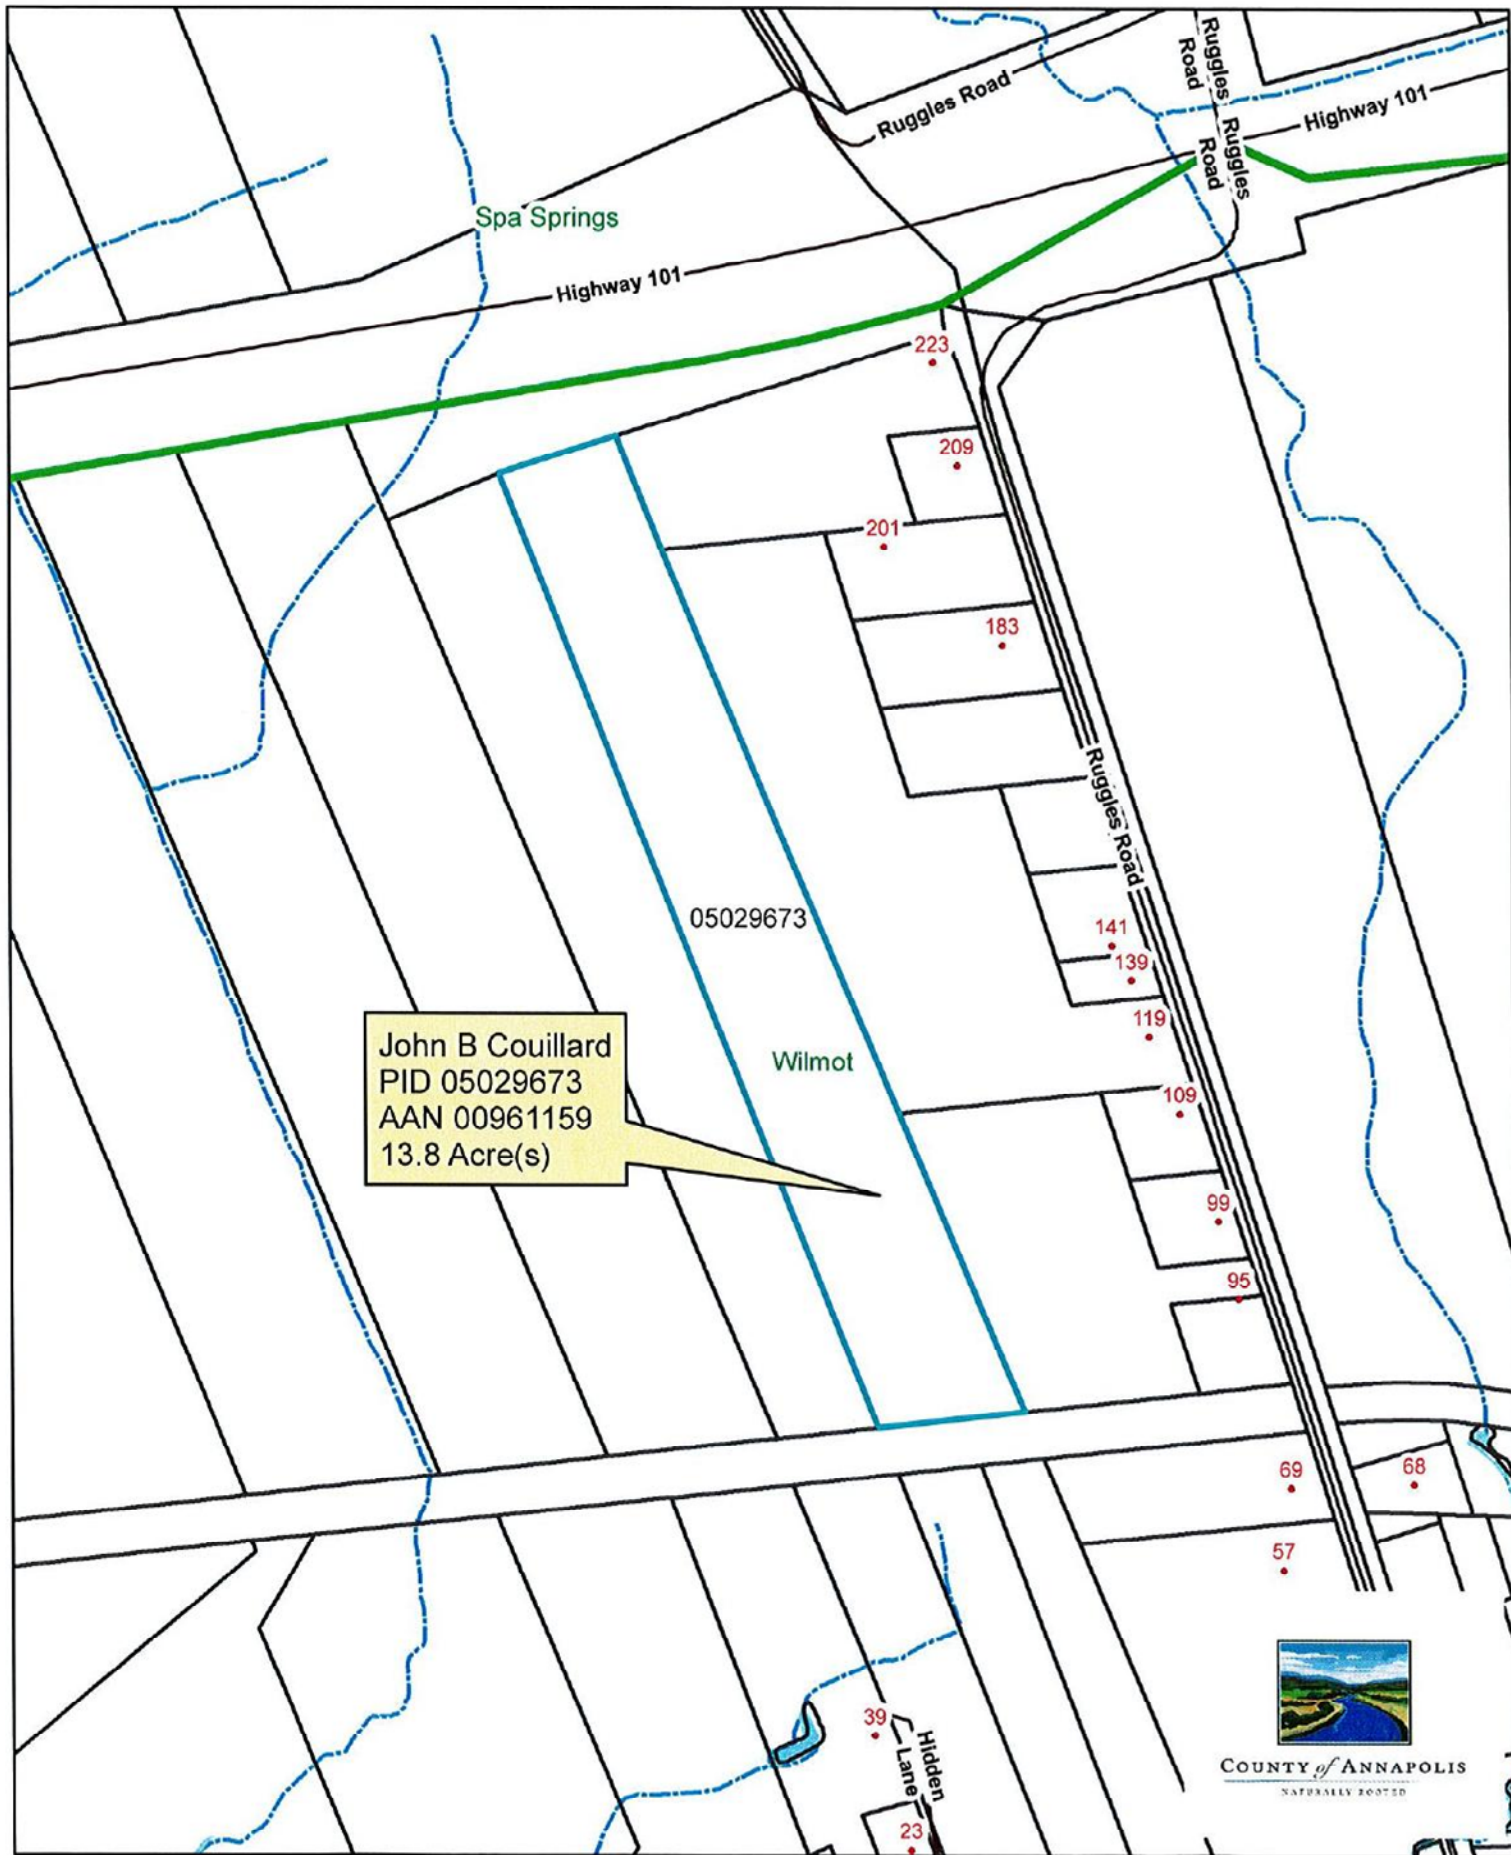 Ruggles Road
Ruggles
Road
Ruggles
Road
Highway 101
Spa Springs
Highway 101
223
209
201
183
Ruggles Road
05029673
141
139
119
Wilmot
John B Couillard
PID 05029673
AAN 00961159
13.8 Acre(s)
109
99
95
69
68
57
39
Hidden
Lane
23
COUNTY of ANNAPOLIS
NATURALLY ROOTED